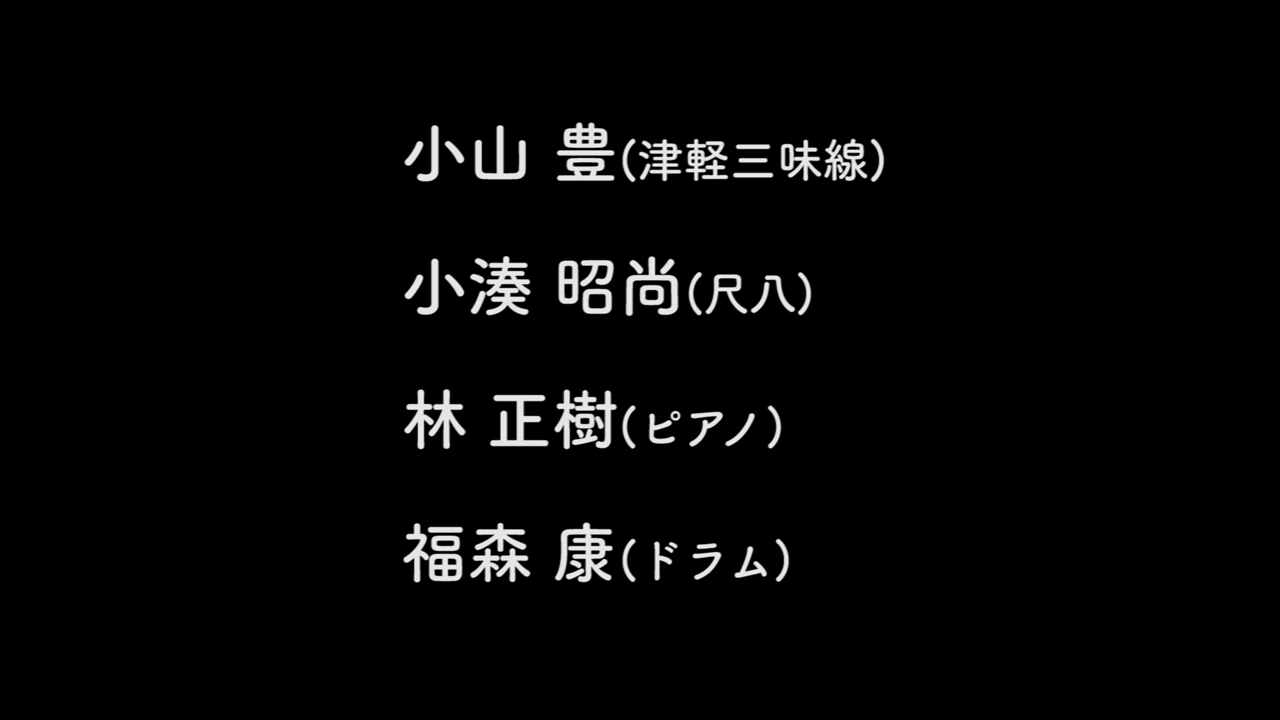 小山 豊(津軽三味線)
小湊 昭尚(尺八)
林 正樹(ピアノ)
福森 康(ドラム)